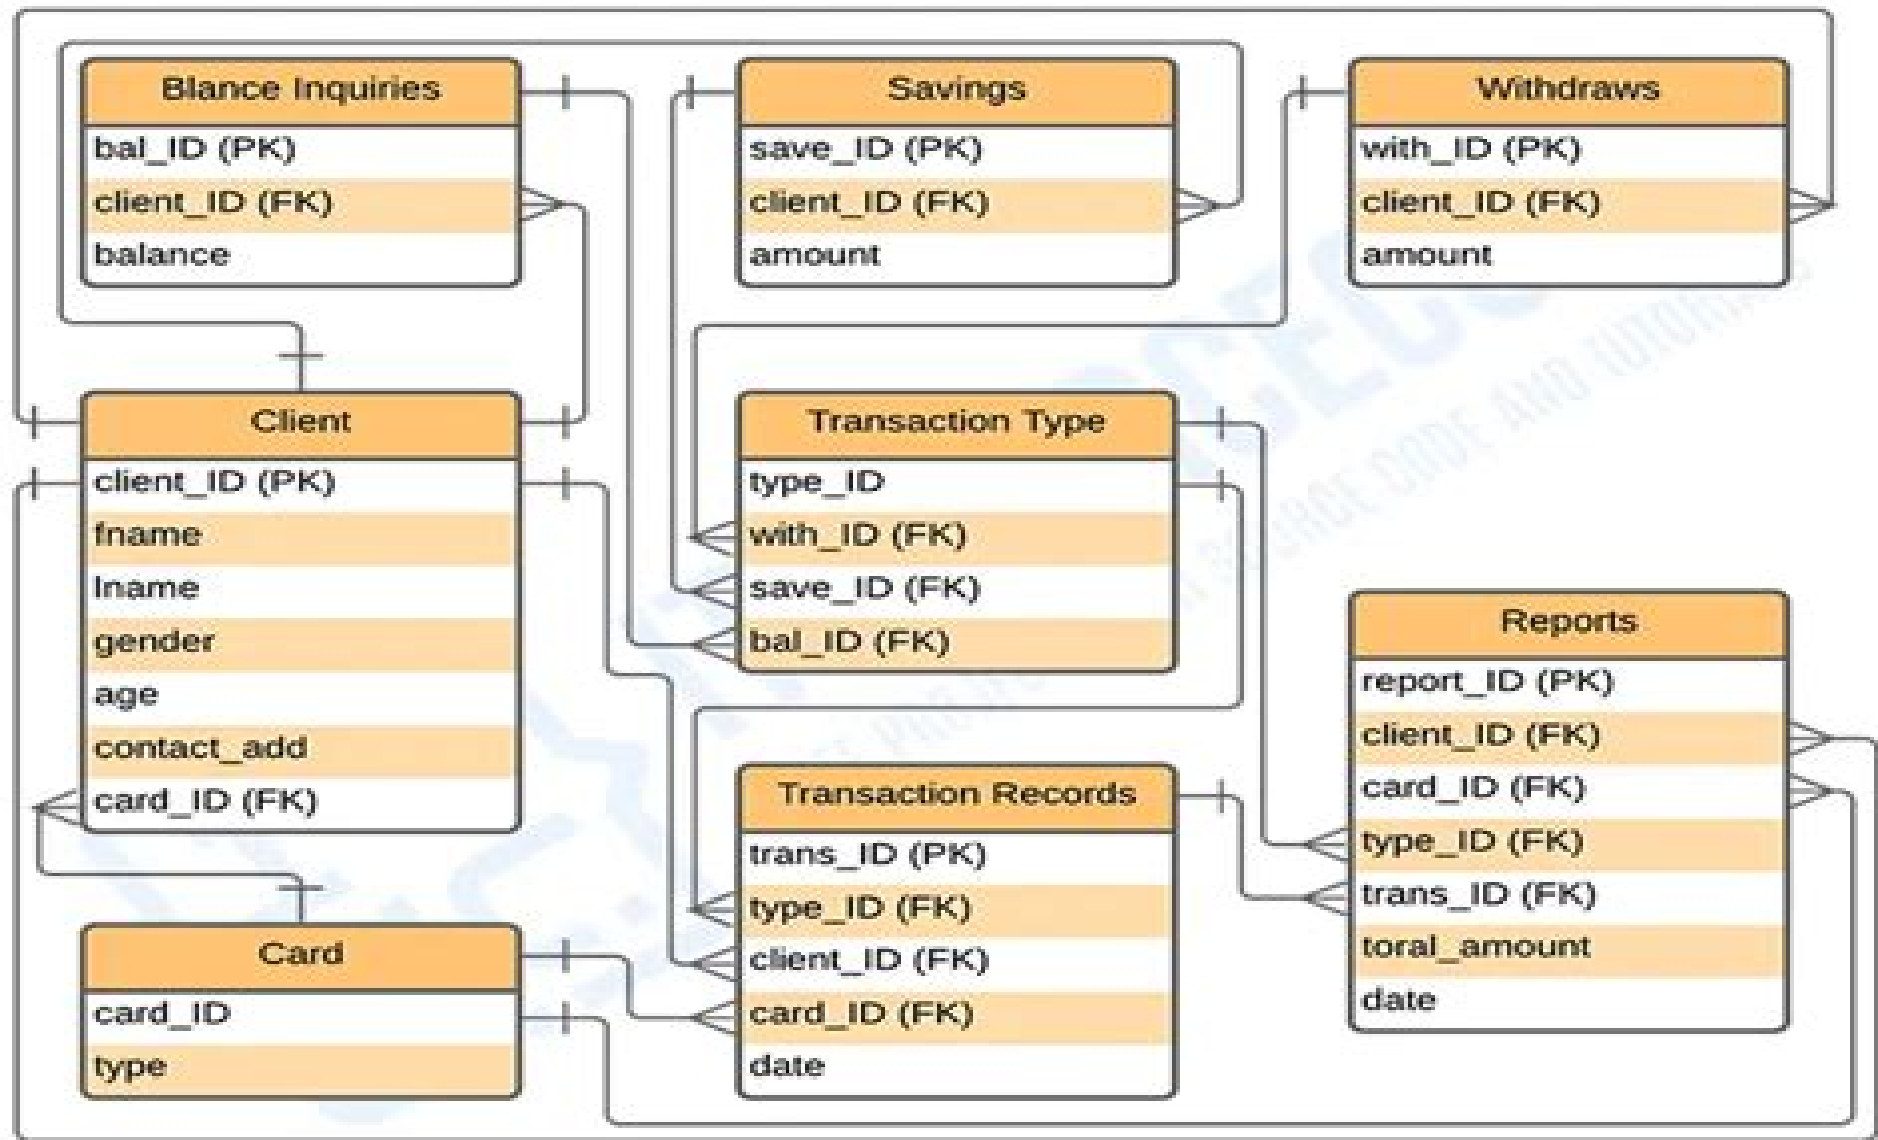 Blance Inquiries
bal_ID (PK)
client_ID (FK)
balance
Savings
save_ID (PK)
client_ID (FK)
amount
Withdraws
with_ID (PK)
client_ID (FK)
amount
Client
client_ID (PK)
fname
lname
gender
age
contact_add
card_ID (FK)
Transaction Type
type_ID
with_ID (FK)
save_ID (FK)
bal_ID (FK)
Reports
report_ID (PK)
client_ID (FK)
card_ID (FK)
type_ID (FK)
trans_ID (FK)
toral_amount
date
Transaction Records
trans_ID (PK)
type_ID (FK)
client_ID (FK)
card_ID (FK)
date
Card
card_ID
type
CODE AND